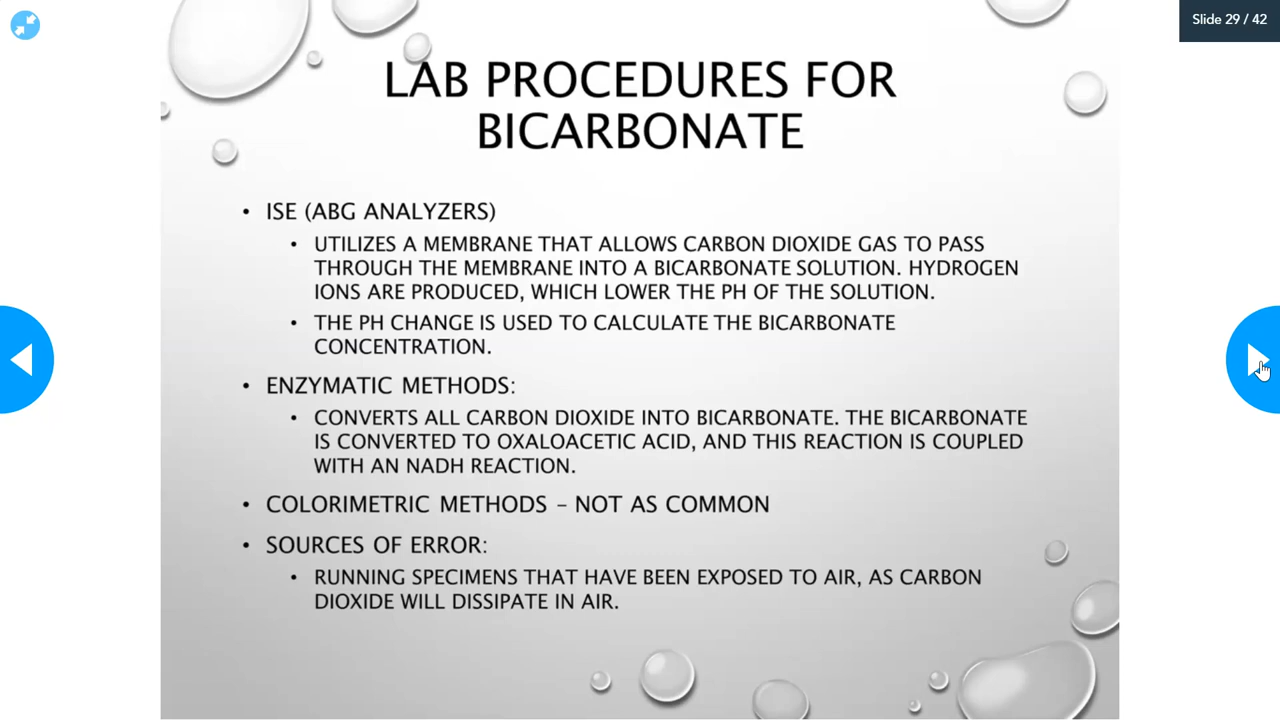 Slide 29 / 42
LAB PROCEDURES FOR
BICARBONATE
• ISE (ABG ANALYZERS)
• UTILIZES A MEMBRANE THAT ALLOWS CARBON DIOXIDE GAS TO PASS
THROUGH THE MEMBRANE INTO A BICARBONATE SOLUTION. HYDROGEN
IONS ARE PRODUCED, WHICH LOWER THE PH OF THE SOLUTION.
• THE PH CHANGE IS USED TO CALCULATE THE BICARBONATE
CONCENTRATION.
• ENZYMATIC METHODS:
• CONVERTS ALL CARBON DIOXIDE INTO BICARBONATE. THE BICARBONATE
IS CONVERTED TO OXALOACETIC ACID, AND THIS REACTION IS COUPLED
WITH AN NADH REACTION.
• COLORIMETRIC METHODS – NOT AS COMMON
• SOURCES OF ERROR:
• RUNNING SPECIMENS THAT HAVE BEEN EXPOSED TO AIR, AS CARBON
DIOXIDE WILL DISSIPATE IN AIR.